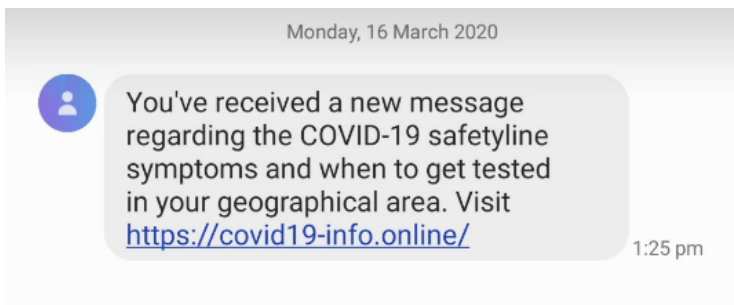 Monday, 16 March 2020
You've received a new message
regarding the COVID-19 safetyline
symptoms and when to get tested
in your geographical area. Visit
https://covid19-info.online/
1:25 pm